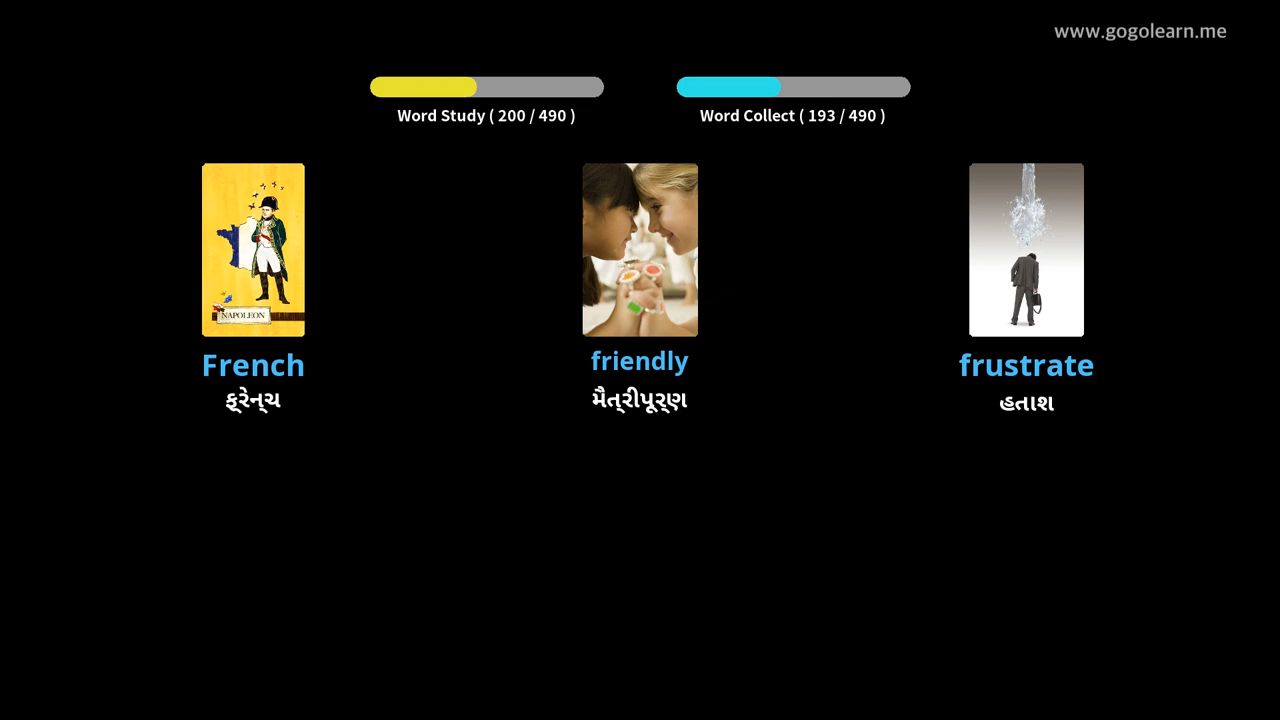 www.gogolearn.me
Word Study ( 200 / 490 )
Word Collect ( 193 / 490 )
NAPOLEON
French
friendly
frustrate
ફ્રેન્ચ
મૈત્રીપૂર્ણ
હતાશ